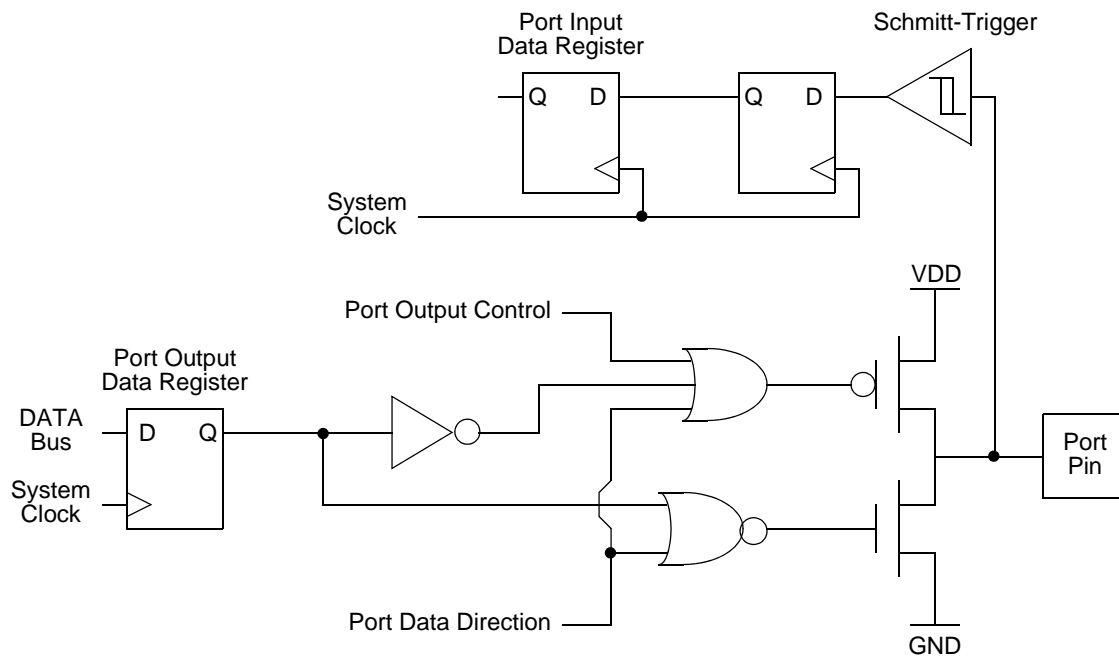 Port Input
Data Register
Schmitt-Trigger
Q
D
Q
D
System
Clock
VDD
Port Output Control
Port Output
Data Register
DATA
Bus
D
Q
Port
Pin
System
Clock
Port Data Direction
GND